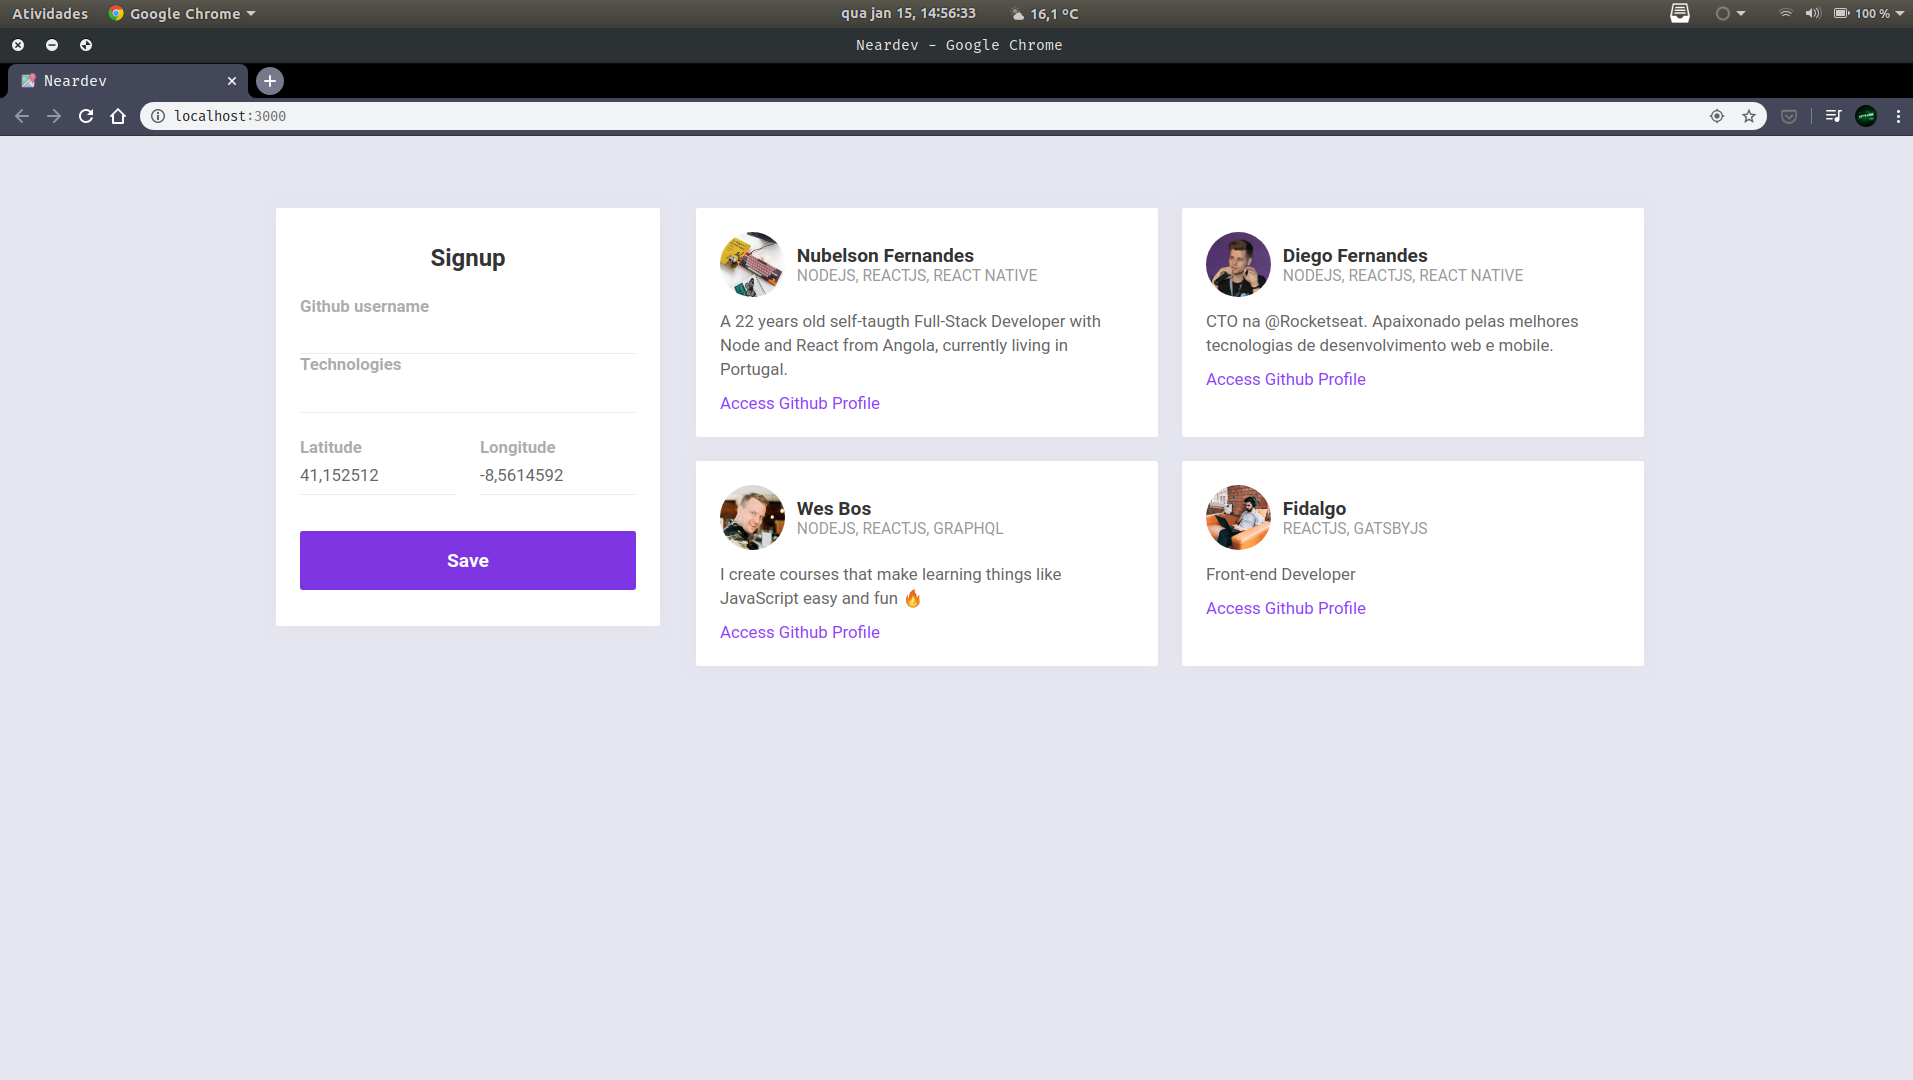 Atividades
Google Chrome
qua jan 15, 14:56:33
16,1 ºC
100 %
Neardev - Google Chrome
Neardev
localhost:3000
Signup
Github username
Technologies
Latitude
Longitude
41,152512
-8,5614592
Save
Nubelson Fernandes
NODEJS, REACTJS, REACT NATIVE
A 22 years old self-taugth Full-Stack Developer with
Node and React from Angola, currently living in
Portugal.
Access Github Profile
Diego Fernandes
NODEJS, REACTJS, REACT NATIVE
CTO na @Rocketseat. Apaixonado pelas melhores
tecnologias de desenvolvimento web e mobile.
Access Github Profile
Wes Bos
NODEJS, REACTJS, GRAPHQL
I create courses that make learning things like
JavaScript easy and fun 🔥
Access Github Profile
Fidalgo
REACTJS, GATSBYJS
Front-end Developer
Access Github Profile